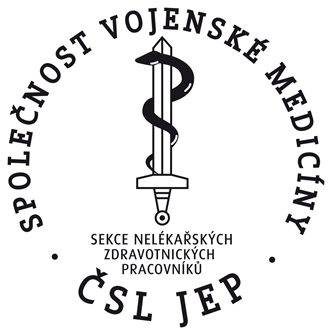 SPOLEČNOST VOJENSKÉ MEDICÍNY
SEKCE NELÉKAŘSKÝCH
ZDRAVOTNICKÝCH
PRACOVNÍKŮ
· ČSL JEP ·